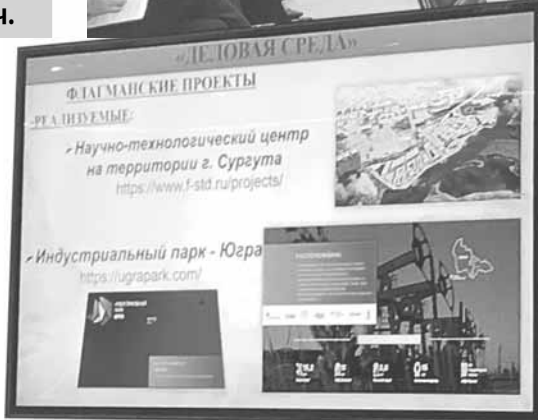 ч.
«ДЕЛОВАЯ СРЕДА»
ФЛАГМАНСКИЕ ПРОЕКТЫ
-РЕАЛИЗУЕМЫЕ:
Научно-технологический центр
на территории г. Сургута
https://www.f-std.ru/projects/
Индустриальный парк - Югра
https://ugrapark.com/